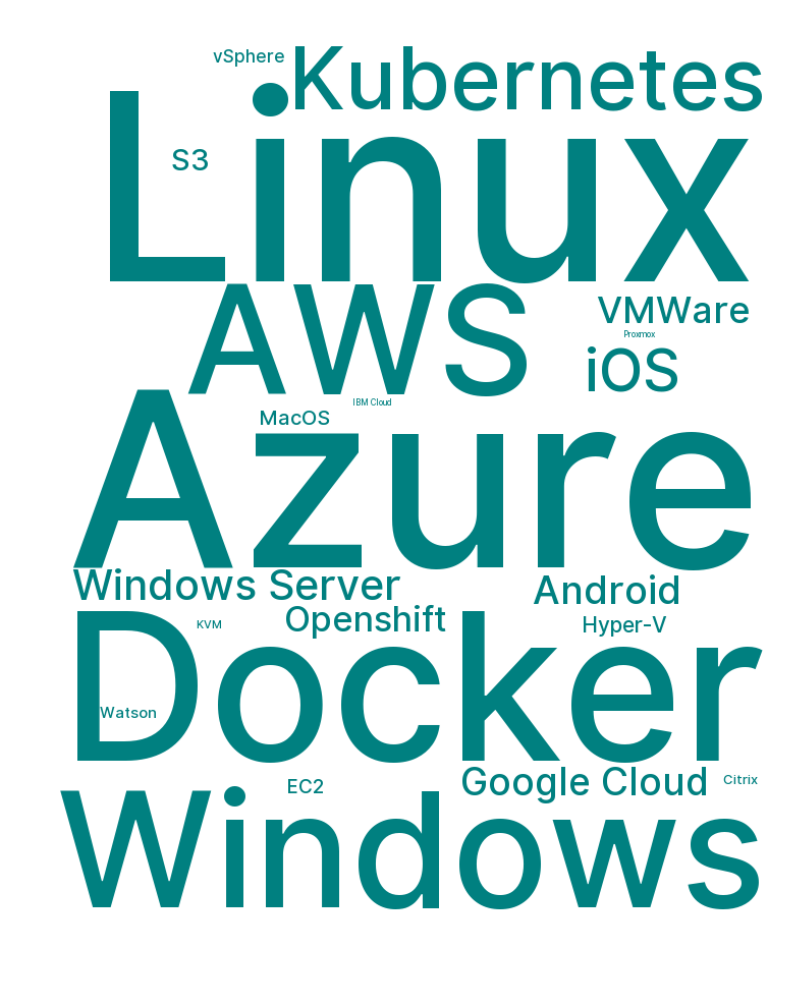 vSphere
Kubernetes
Linux
S3
AWS
VMWare
Proxmox
iOS
IBM Cloud
Azure
MacOS
Windows Server
Android
Openshift
Hyper-V
KVM
Docker
Watson
Google Cloud
Citrix
EC2
Windows